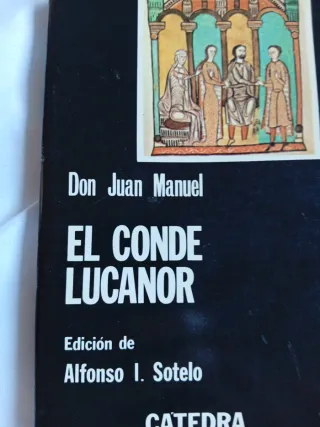 Don Juan Manuel
EL CONDE
LUCANOR
Edición de
Alfonso I. Sotelo
CATEDRA